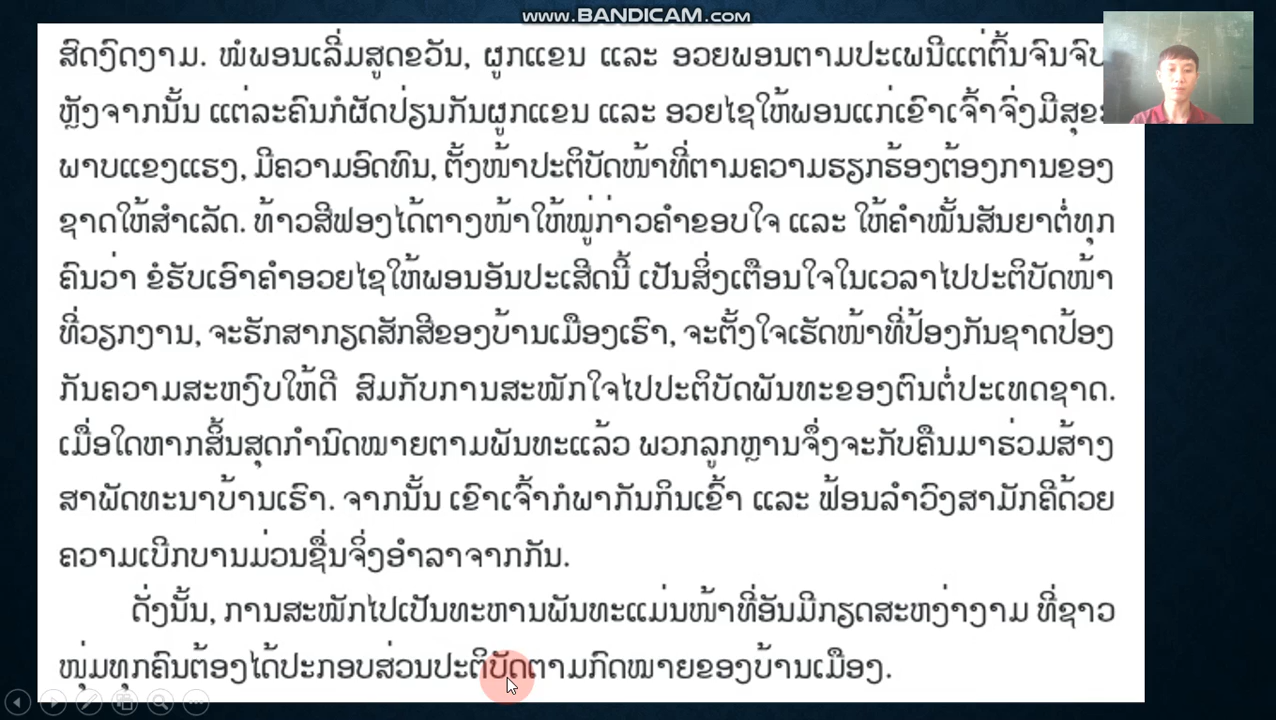 www.BANDICAM.com
ສົດງົດງາມ. ໝໍພອນເລີ່ມສູດຂວັນ, ຜູກແຂນ ແລະ ອວຍພອນຕາມປະເພນີແຕ່ຕົ້ນຈົນຈົບ
ຫຼັງຈາກນັ້ນ ແຕ່ລະຄົນກໍຜັດປ່ຽນກັນຜູກແຂນ ແລະ ອວຍໄຊໃຫ້ພອນແກ່ເຂົາເຈົ້າຈົ່ງມີສຸຂະ
ພາບແຂງແຮງ, ມີຄວາມອົດທົນ, ຕັ້ງໜ້າປະຕິບັດໜ້າທີ່ຕາມຄວາມຮຽກຮ້ອງຕ້ອງການຂອງ
ຊາດໃຫ້ສຳເລັດ. ທ້າວສີຟອງໄດ້ຕາງໜ້າໃຫ້ໝູ່ກ່າວຄຳຂອບໃຈ ແລະ ໃຫ້ຄຳໝັ້ນສັນຍາຕໍ່ທຸກ
ຄົນວ່າ ຂໍຮັບເອົາຄຳອວຍໄຊໃຫ້ພອນອັນປະເສີດນີ້ ເປັນສິ່ງເຕືອນໃຈໃນເວລາໄປປະຕິບັດໜ້າ
ທີ່ວຽກງານ, ຈະຮັກສາກຽດສັກສີຂອງບ້ານເມືອງເຮົາ, ຈະຕັ້ງໃຈເຮັດໜ້າທີ່ປ້ອງກັນຊາດປ້ອງ
ກັນຄວາມສະຫງົບໃຫ້ດີ ສົມກັບການສະໝັກໃຈໄປປະຕິບັດພັນທະຂອງຕົນຕໍ່ປະເທດຊາດ.
ເມື່ອໃດຫາກສິ້ນສຸດກຳນົດໝາຍຕາມພັນທະແລ້ວ ພວກລູກຫຼານຈຶ່ງຈະກັບຄືນມາຮ່ວມສ້າງ
ສາພັດທະນາບ້ານເຮົາ. ຈາກນັ້ນ ເຂົາເຈົ້າກໍພາກັນກິນເຂົ້າ ແລະ ຟ້ອນລຳວົງສາມັກຄີດ້ວຍ
ຄວາມເບີກບານມ່ວນຊື່ນຈິ່ງອຳລາຈາກກັນ.
ດັ່ງນັ້ນ, ການສະໝັກໄປເປັນທະຫານພັນທະແມ່ນໜ້າທີ່ອັນມີກຽດສະຫງ່າງາມ ທີ່ຊາວ
ໜຸ່ມທຸກຄົນຕ້ອງໄດ້ປະກອບສ່ວນປະຕິບັດຕາມກົດໝາຍຂອງບ້ານເມືອງ.